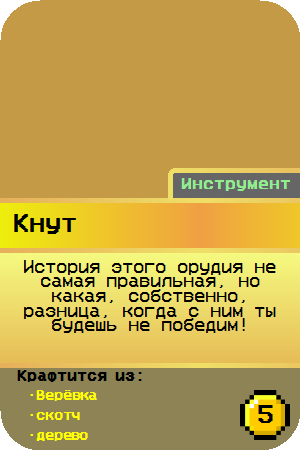 Инструмент
Кнут
История этого орудия не
самая правильная, но
какая, собственно,
разница, когда с ним ты
будешь не победим!
Крафтится из:
·Верёвка
·скотч
·дерево
5